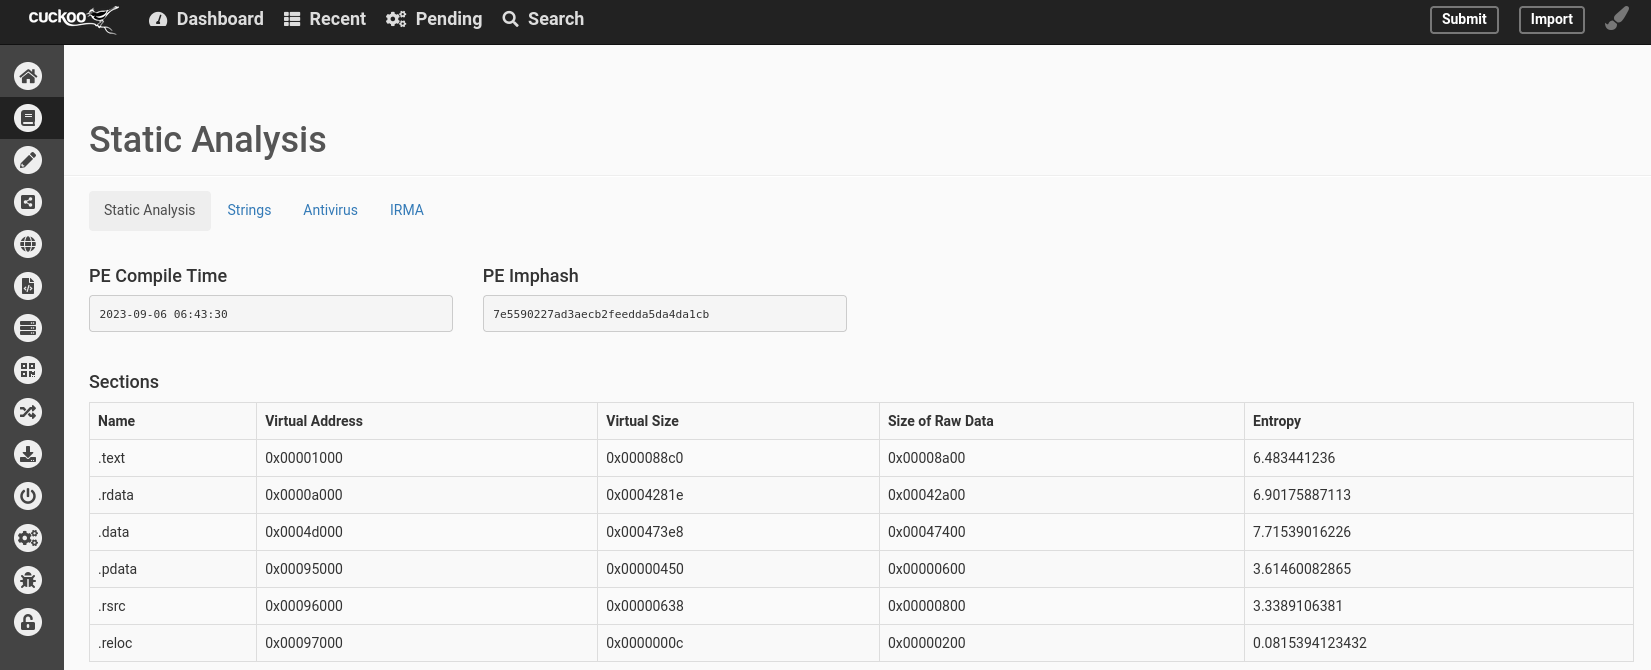 cuckoo Dashboard Recent Pending Search Submit Import
Static Analysis
Static Analysis Strings Antivirus IRMA
PE Compile Time PE Imphash
2023-09-06 06:43:30 7e5590227ad3aecb2feedda5da4da1cb
Sections
Name Virtual Address Virtual Size Size of Raw Data Entropy
.text 0x00001000 0x000088c0 0x00008a00 6.483441236
.rdata 0x0000a000 0x0004281e 0x00042a00 6.90175887113
.data 0x0004d000 0x000473e8 0x00047400 7.71539016226
.pdata 0x00095000 0x00000450 0x00000600 3.61460082865
.rsrc 0x00096000 0x00000638 0x00000800 3.3389106381
.reloc 0x00097000 0x0000000c 0x00000200 0.0815394123432